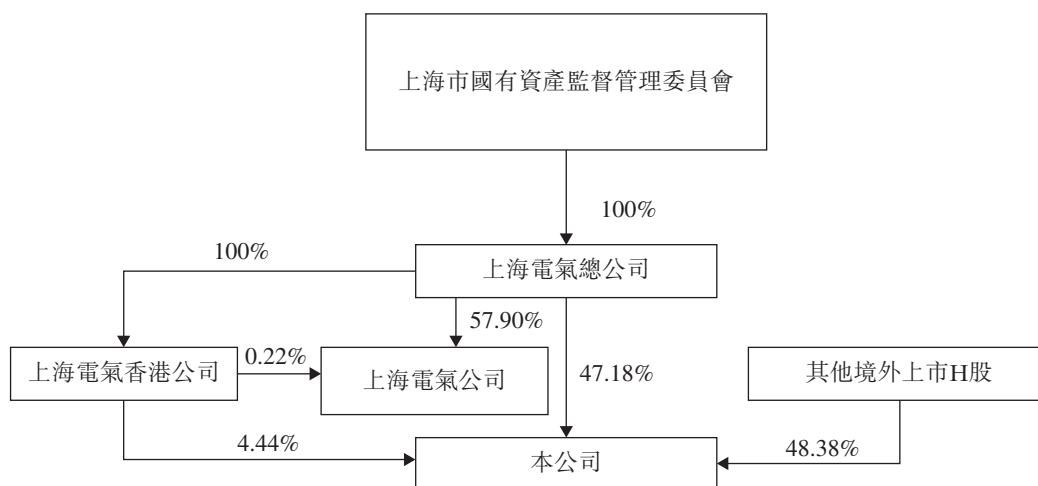 上海市國有資產監督管理委員會
100%
100%
上海電氣總公司
57.90%
上海電氣香港公司
0.22%
上海電氣公司
47.18%
其他境外上市H股
4.44%
本公司
48.38%